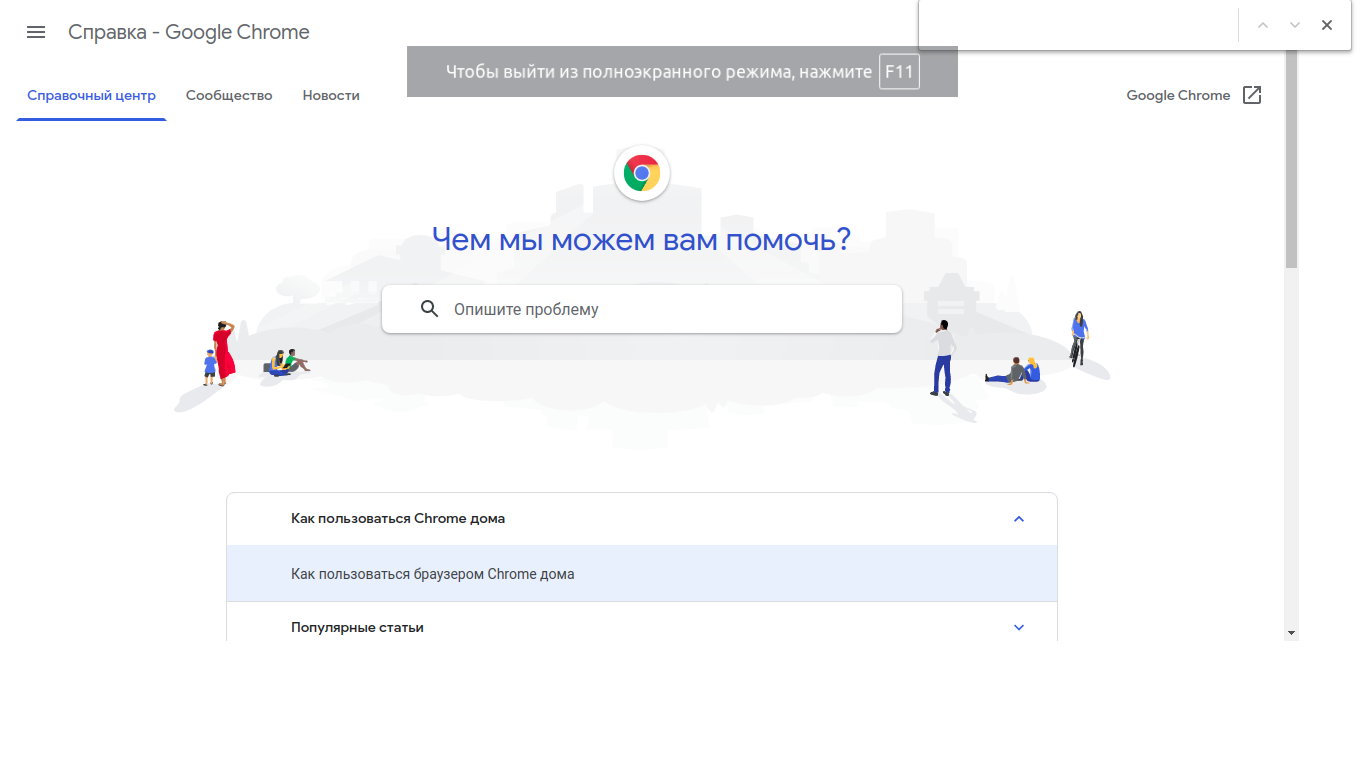 Справка - Google Chrome
Чтобы выйти из полноэкранного режима, нажмите F11
Справочный центр
Сообщество
Новости
Google Chrome
Чем мы можем вам помочь?
Опишите проблему
Как пользоваться Chrome дома
Как пользоваться браузером Chrome дома
Популярные статьи